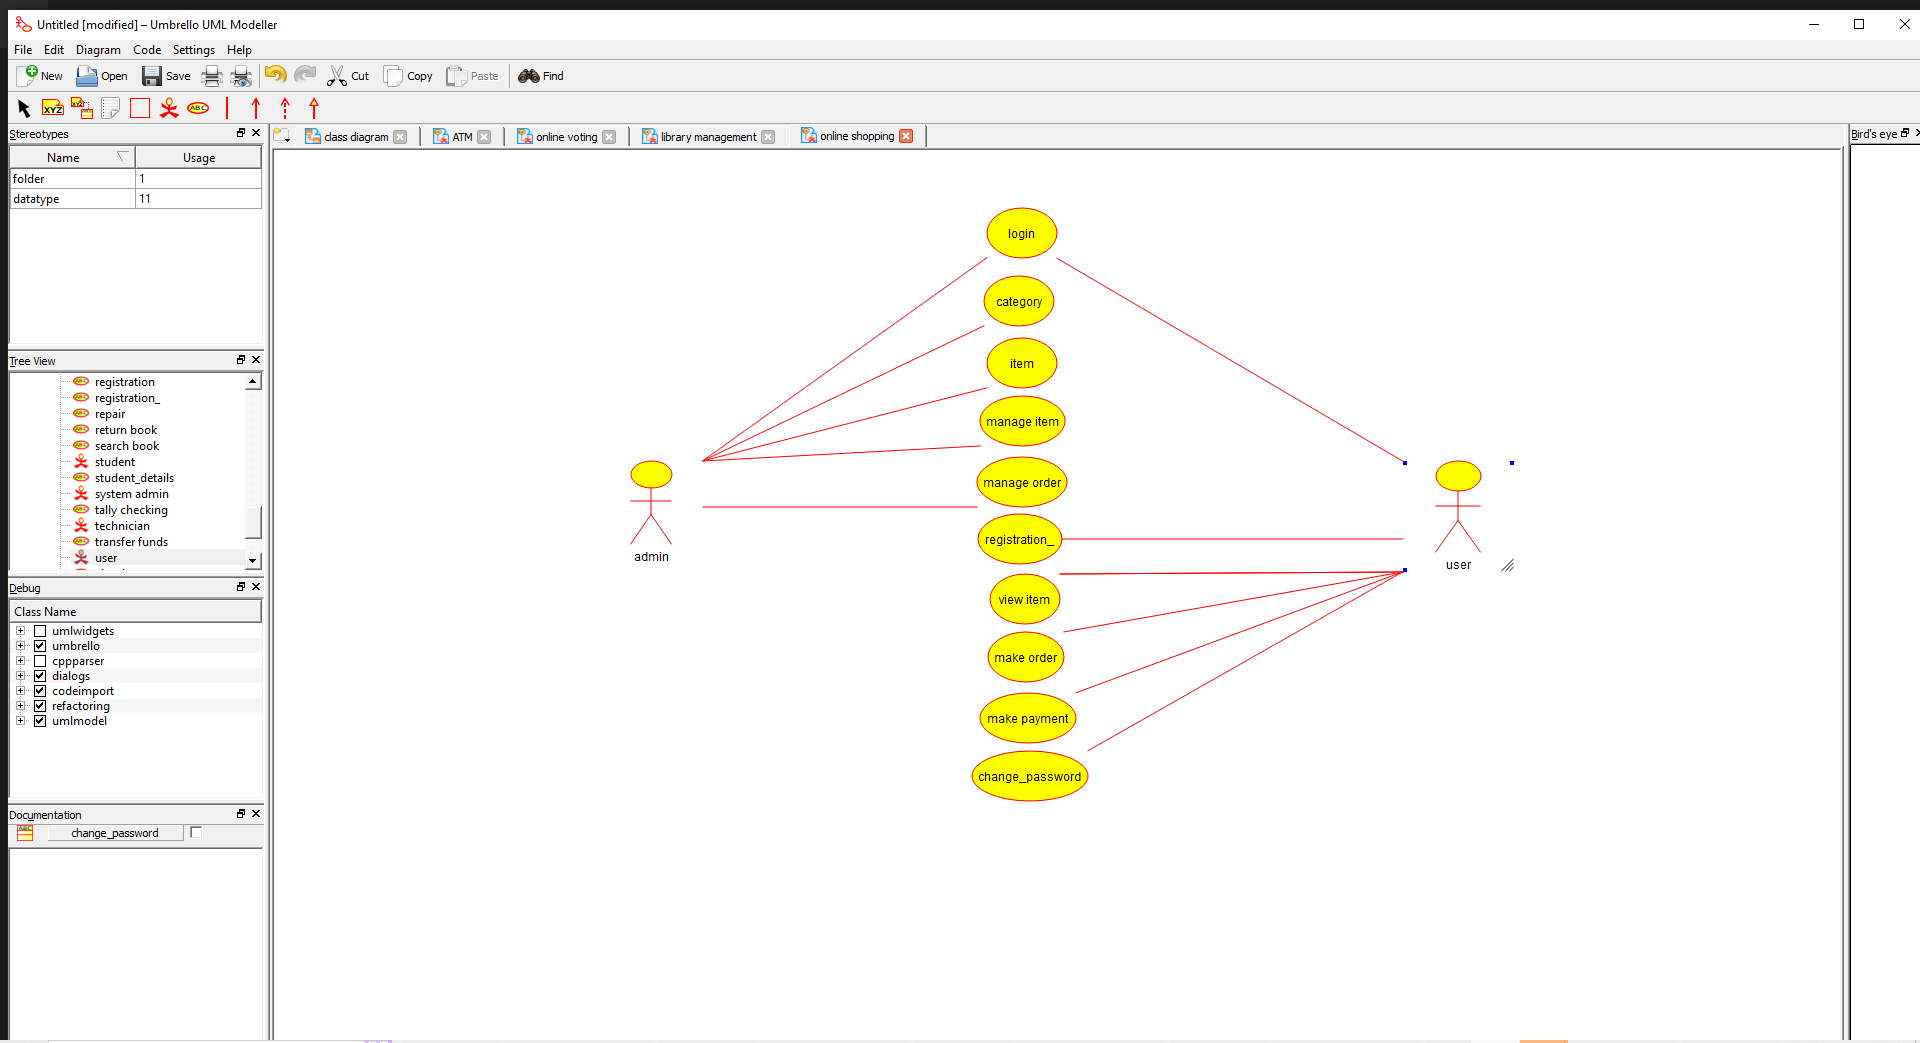 Untitled [modified] – Umbrello UML Modeller
File Edit Diagram Code Settings Help
New Open Save Cut Copy Paste Find
XYZ XYZ ABC
Stereotypes
Name Usage
folder 1
datatype 11
Tree View
registration
registration_
repair
return book
search book
student
student_details
system admin
tally checking
technician
transfer funds
user
Debug
Class Name
umlwidgets
umbrello
cppparser
dialogs
codeimport
refactoring
umlmodel
Documentation
change_password
class diagram ATM online voting library management online shopping
Bird's eye
login
category
item
manage item
manage order
registration_
view item
make order
make payment
change_password
admin
user